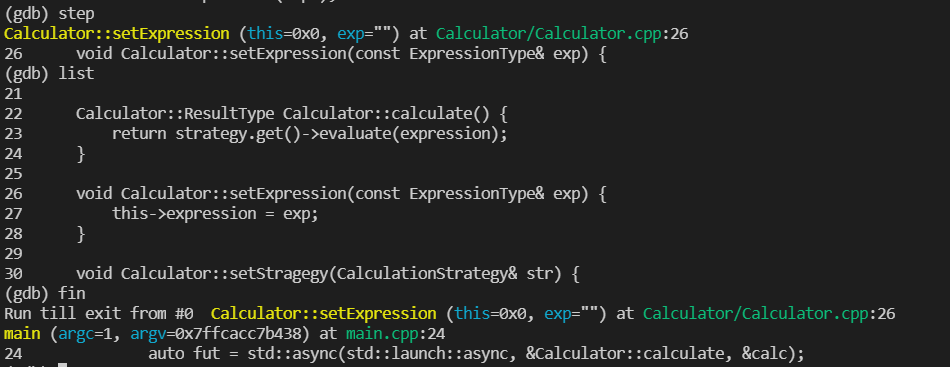 (gdb) step
Calculator::setExpression (this=0x0, exp="") at Calculator/Calculator.cpp:26
26      void Calculator::setExpression(const ExpressionType& exp) {
(gdb) list
21
22      Calculator::ResultType Calculator::calculate() {
23          return strategy.get()->evaluate(expression);
24      }
25
26      void Calculator::setExpression(const ExpressionType& exp) {
27          this->expression = exp;
28      }
29
30      void Calculator::setStragegy(CalculationStrategy& str) {
(gdb) fin
Run till exit from #0  Calculator::setExpression (this=0x0, exp="") at Calculator/Calculator.cpp:26
main (argc=1, argv=0x7ffcacc7b438) at main.cpp:24
24              auto fut = std::async(std::launch::async, &Calculator::calculate, &calc);